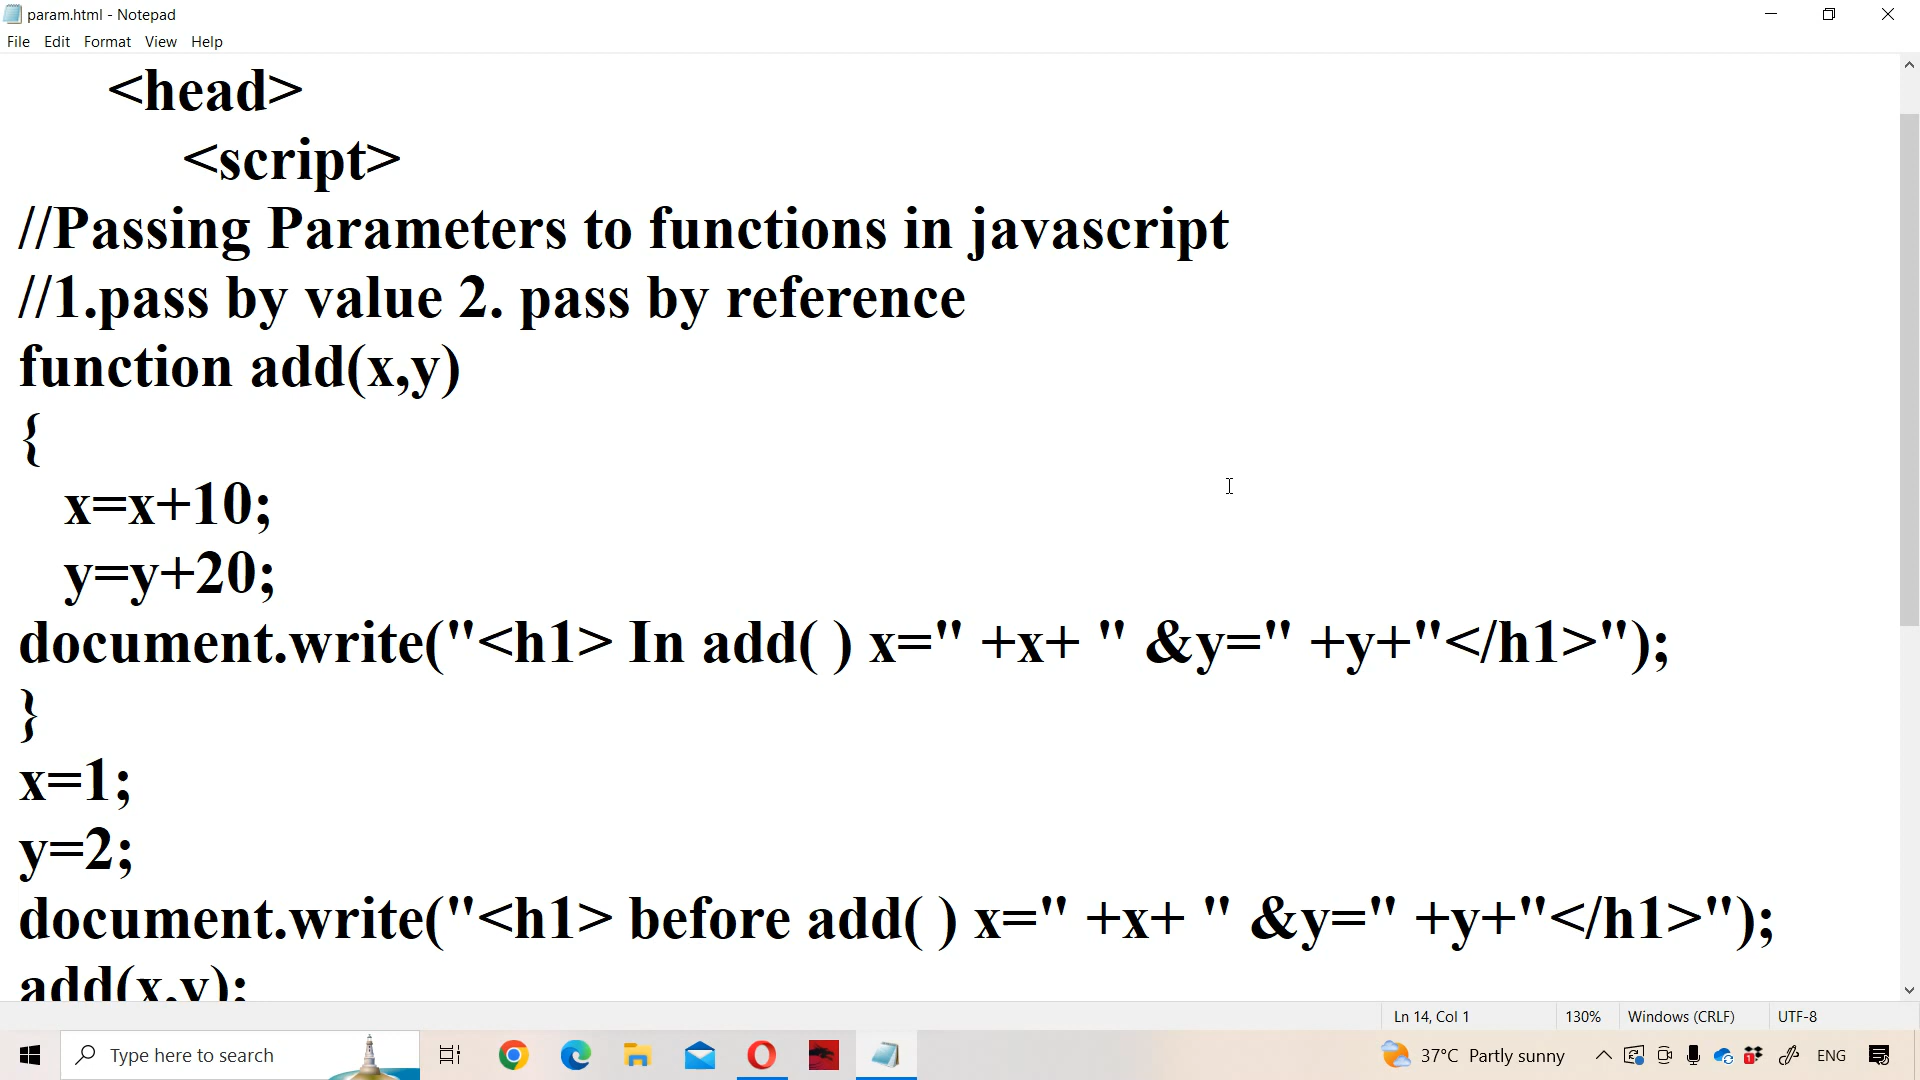 param.html - Notepad
File Edit Format View Help
<head>
<script>
//Passing Parameters to functions in javascript
//1.pass by value 2. pass by reference
function add(x,y)
{
x=x+10;
y=y+20;
document.write("<h1> In add( ) x=" +x+ " &y=" +y+"</h1>");
}
x=1;
y=2;
document.write("<h1> before add( ) x=" +x+ " &y=" +y+"</h1>");
add(x,y);
Ln 14, Col 1 130% Windows (CRLF) UTF-8
Type here to search 37°C Partly sunny 1 ENG